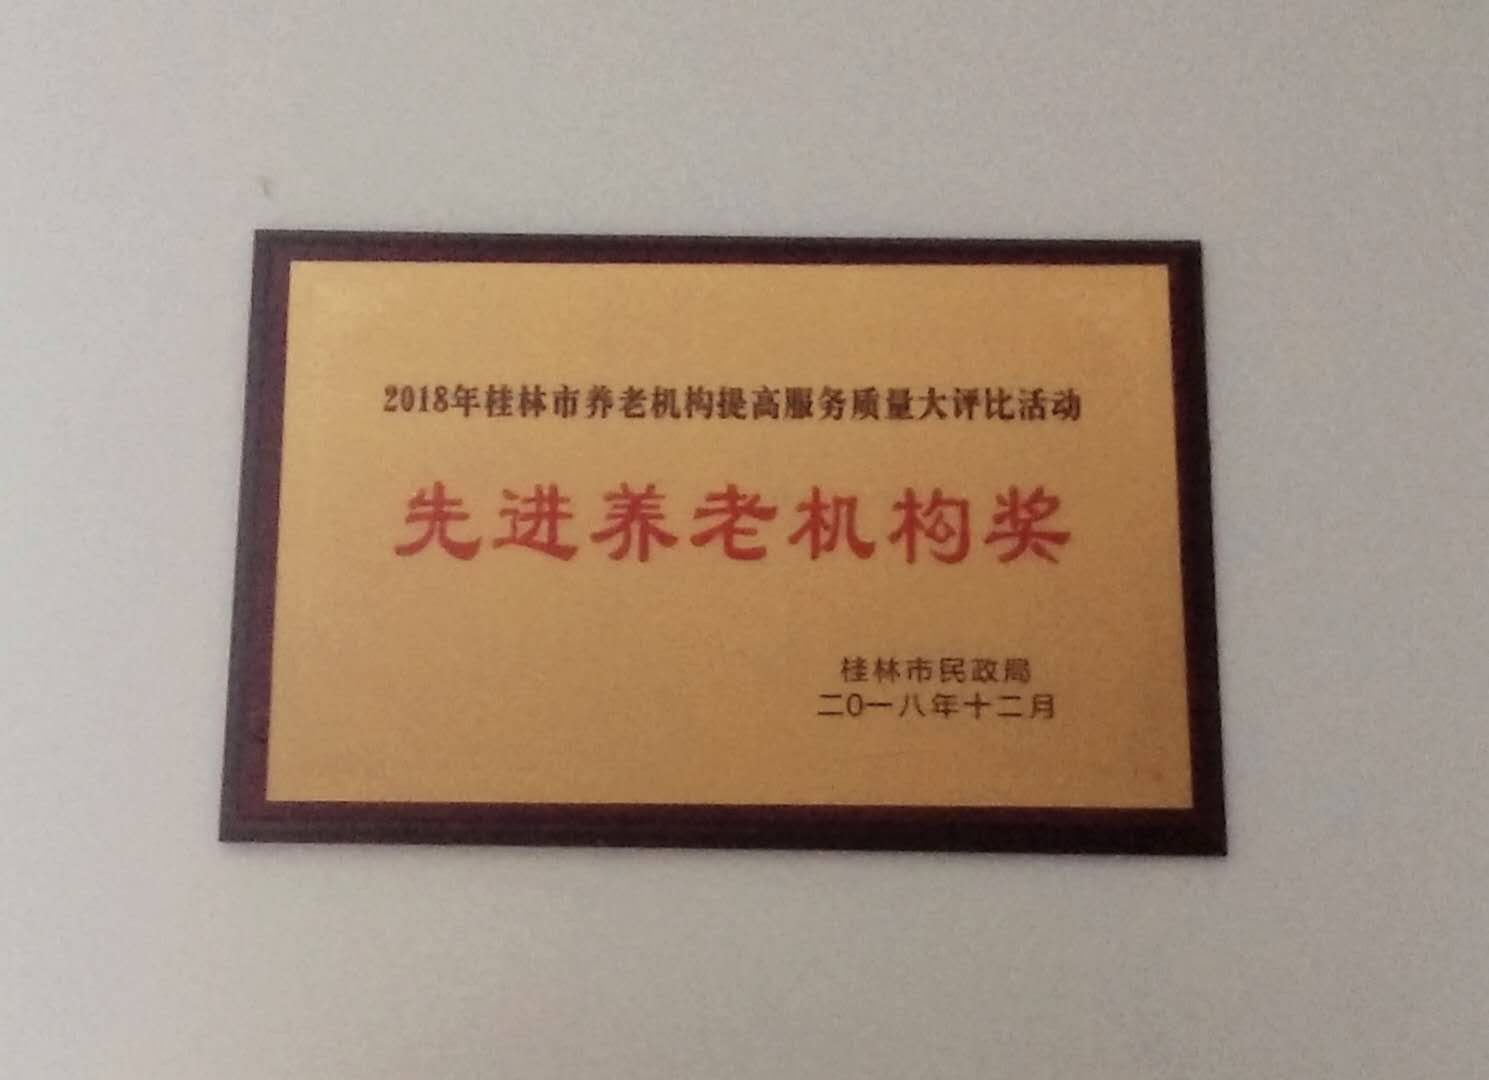 2018年桂林市养老机构提高服务质量大评比活动
先进养老机构奖
桂林市民政局
二0一八年十二月